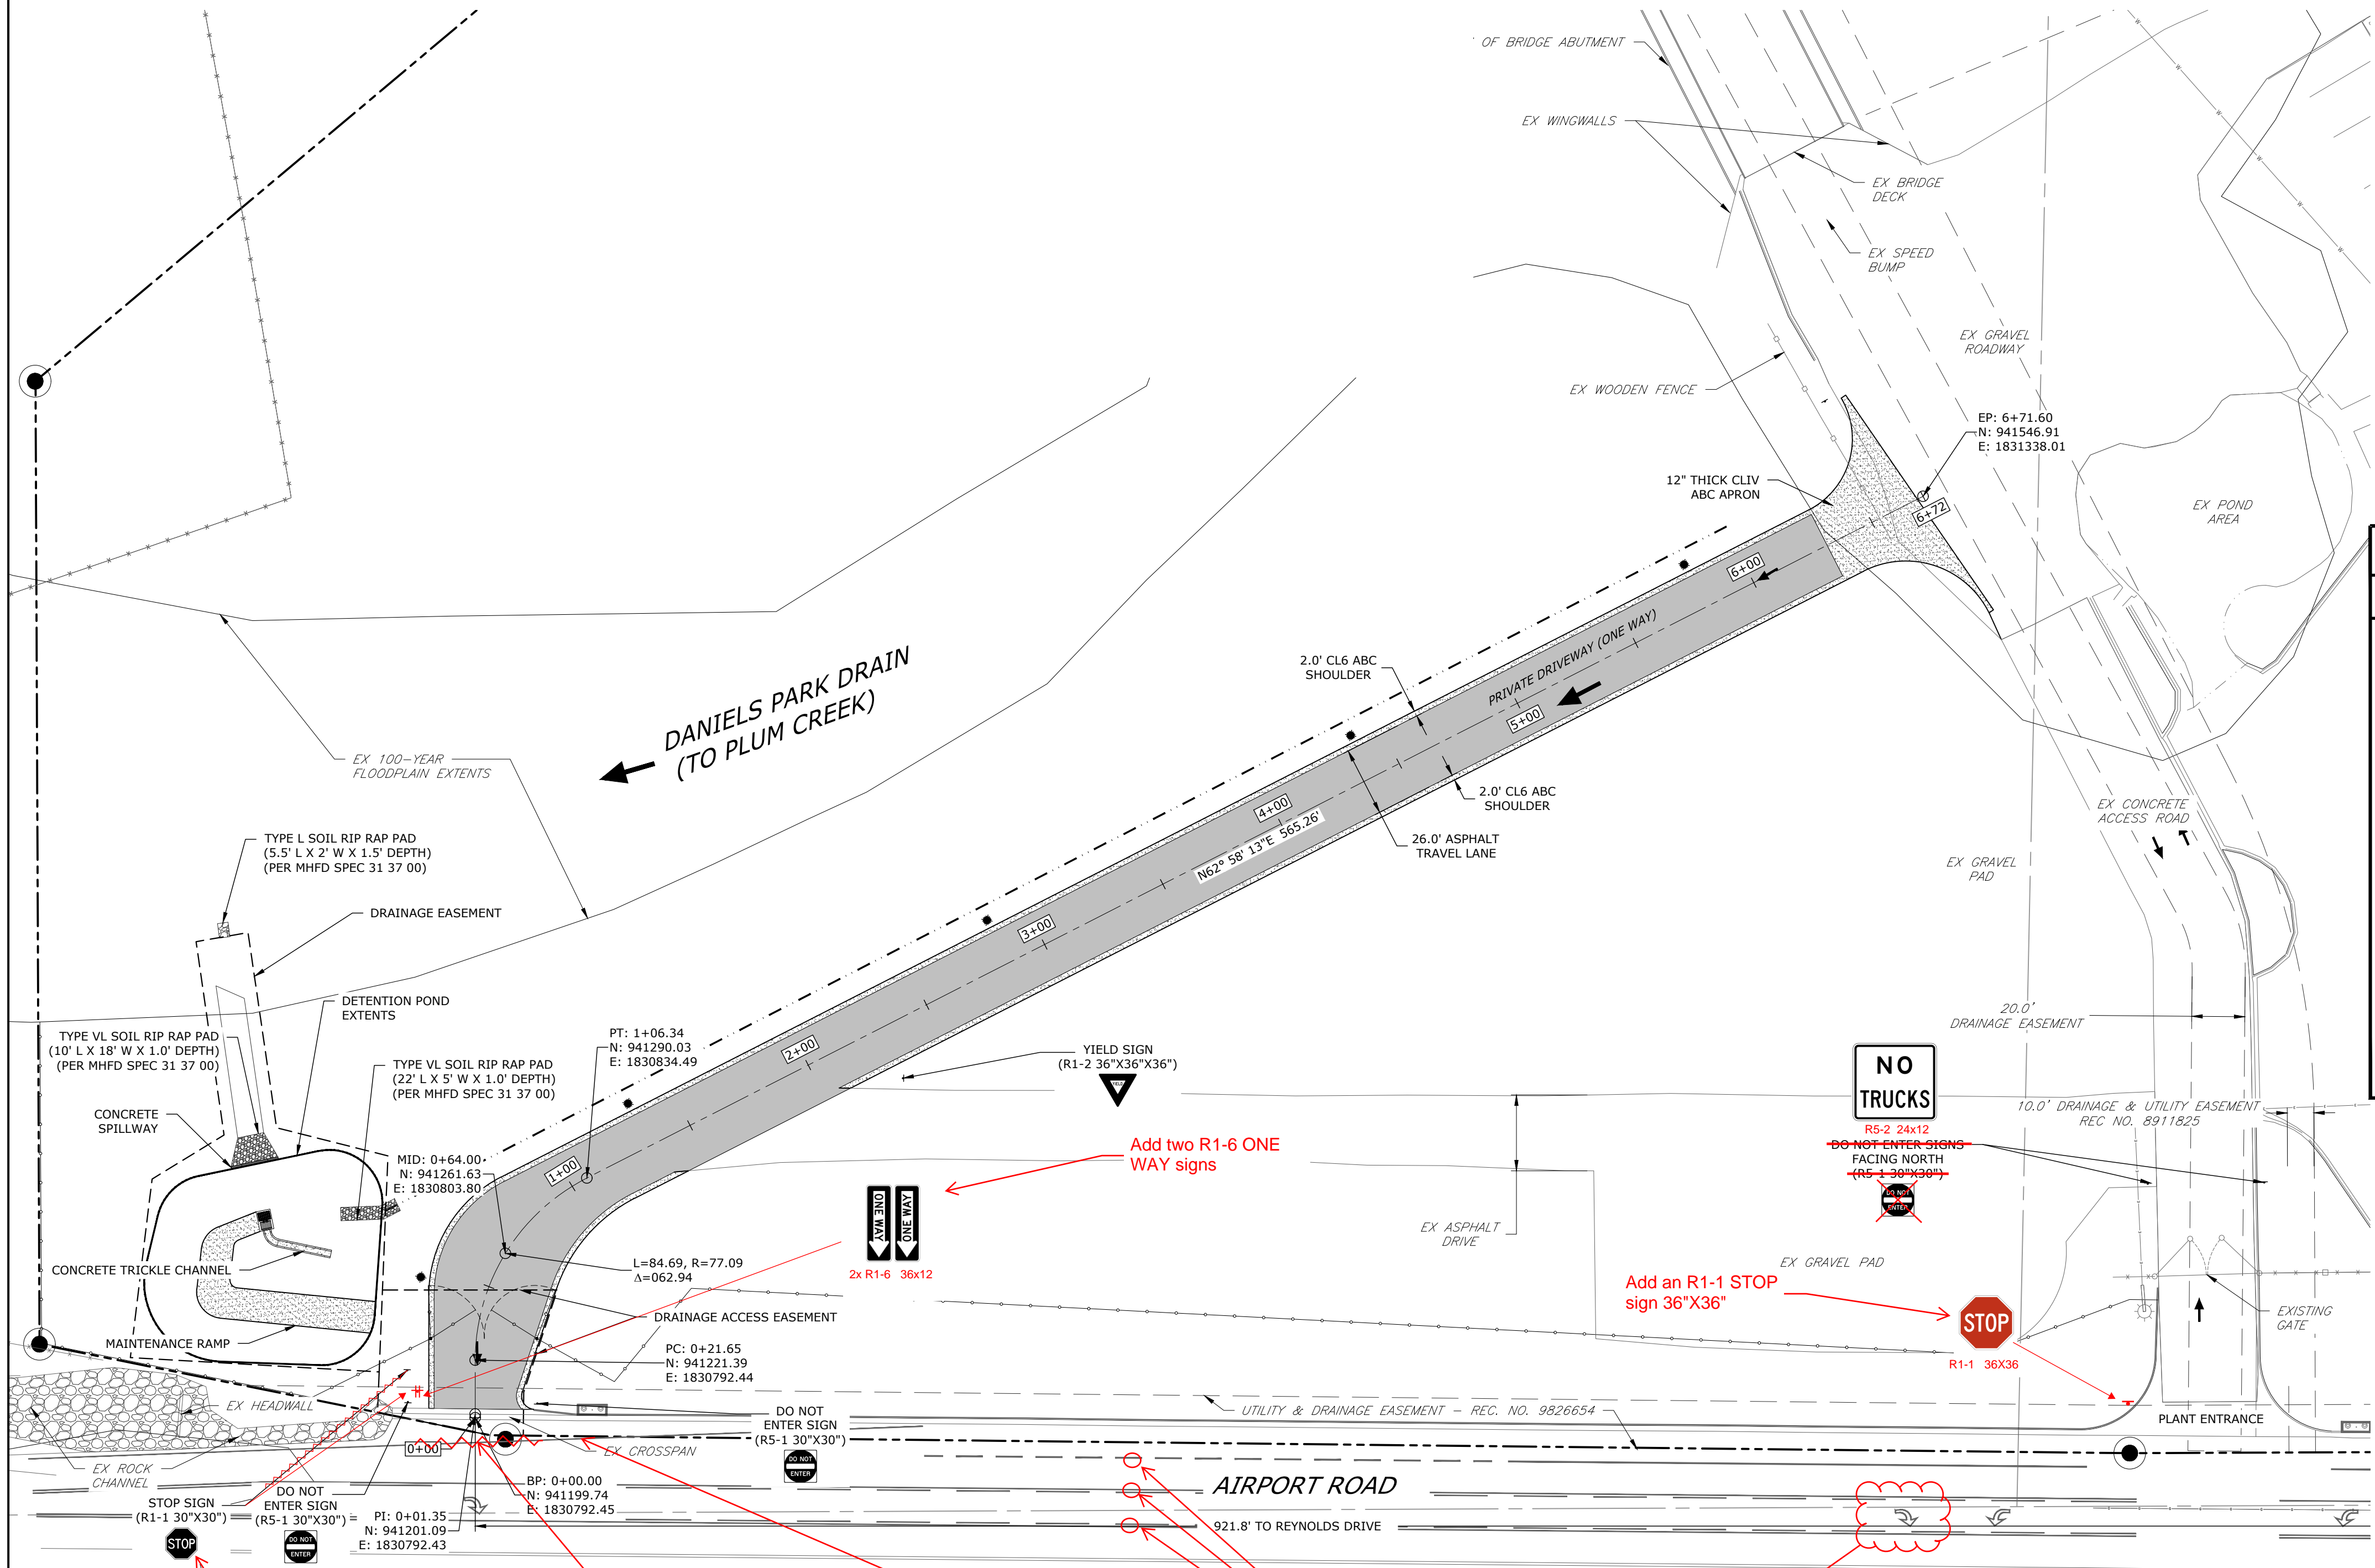 OF BRIDGE ABUTMENT
EX WINGWALLS
EX BRIDGE
DECK
EX SPEED
BUMP
EX GRAVEL
ROADWAY
EX WOODEN FENCE
EP: 6+71.60
N: 941546.91
E: 1831338.01
12" THICK CLIV
ABC APRON
6+72
EX POND
AREA
6+00
PRIVATE DRIVEWAY (ONE WAY)
2.0' CL6 ABC
SHOULDER
5+00
DANIELS PARK DRAIN
(TO PLUM CREEK)
EX 100-YEAR
FLOODPLAIN EXTENTS
2.0' CL6 ABC
SHOULDER
4+00
N62° 58' 13"E 565.26'
26.0' ASPHALT
TRAVEL LANE
EX CONCRETE
ACCESS ROAD
EX GRAVEL
PAD
TYPE L SOIL RIP RAP PAD
(5.5' L X 2' W X 1.5' DEPTH)
(PER MHFD SPEC 31 37 00)
DRAINAGE EASEMENT
3+00
DETENTION POND
EXTENTS
20.0'
DRAINAGE EASEMENT
TYPE VL SOIL RIP RAP PAD
(10' L X 18' W X 1.0' DEPTH)
(PER MHFD SPEC 31 37 00)
PT: 1+06.34
N: 941290.03
E: 1830834.49
2+00
YIELD SIGN
(R1-2 36"X36"X36")
YIELD
TYPE VL SOIL RIP RAP PAD
(22' L X 5' W X 1.0' DEPTH)
(PER MHFD SPEC 31 37 00)
NO
TRUCKS
R5-2 24x12
DO NOT ENTER SIGNS
FACING NORTH
(R5-1 30"X30")
DO NOT
ENTER
10.0' DRAINAGE & UTILITY EASEMENT
REC NO. 8911825
CONCRETE
SPILLWAY
Add two R1-6 ONE
WAY signs
MID: 0+64.00
N: 941261.63
E: 1830803.80
1+00
ONE WAY
ONE WAY
2x R1-6 36x12
EX ASPHALT
DRIVE
EX GRAVEL PAD
CONCRETE TRICKLE CHANNEL
L=84.69, R=77.09
Δ=062.94
Add an R1-1 STOP
sign 36"X36"
STOP
R1-1 36X36
EXISTING
GATE
DRAINAGE ACCESS EASEMENT
MAINTENANCE RAMP
PC: 0+21.65
N: 941221.39
E: 1830792.44
EX HEADWALL
DO NOT
ENTER SIGN
(R5-1 30"X30")
DO NOT
ENTER
UTILITY & DRAINAGE EASEMENT - REC. NO. 9826654
PLANT ENTRANCE
0+00
EX CROSSPAN
EX ROCK
CHANNEL
BP: 0+00.00
N: 941199.74
E: 1830792.45
AIRPORT ROAD
STOP SIGN
(R1-1 30"X30")
STOP
DO NOT
ENTER SIGN
(R5-1 30"X30")
DO NOT
ENTER
PI: 0+01.35
N: 941201.09
E: 1830792.43
921.8' TO REYNOLDS DRIVE